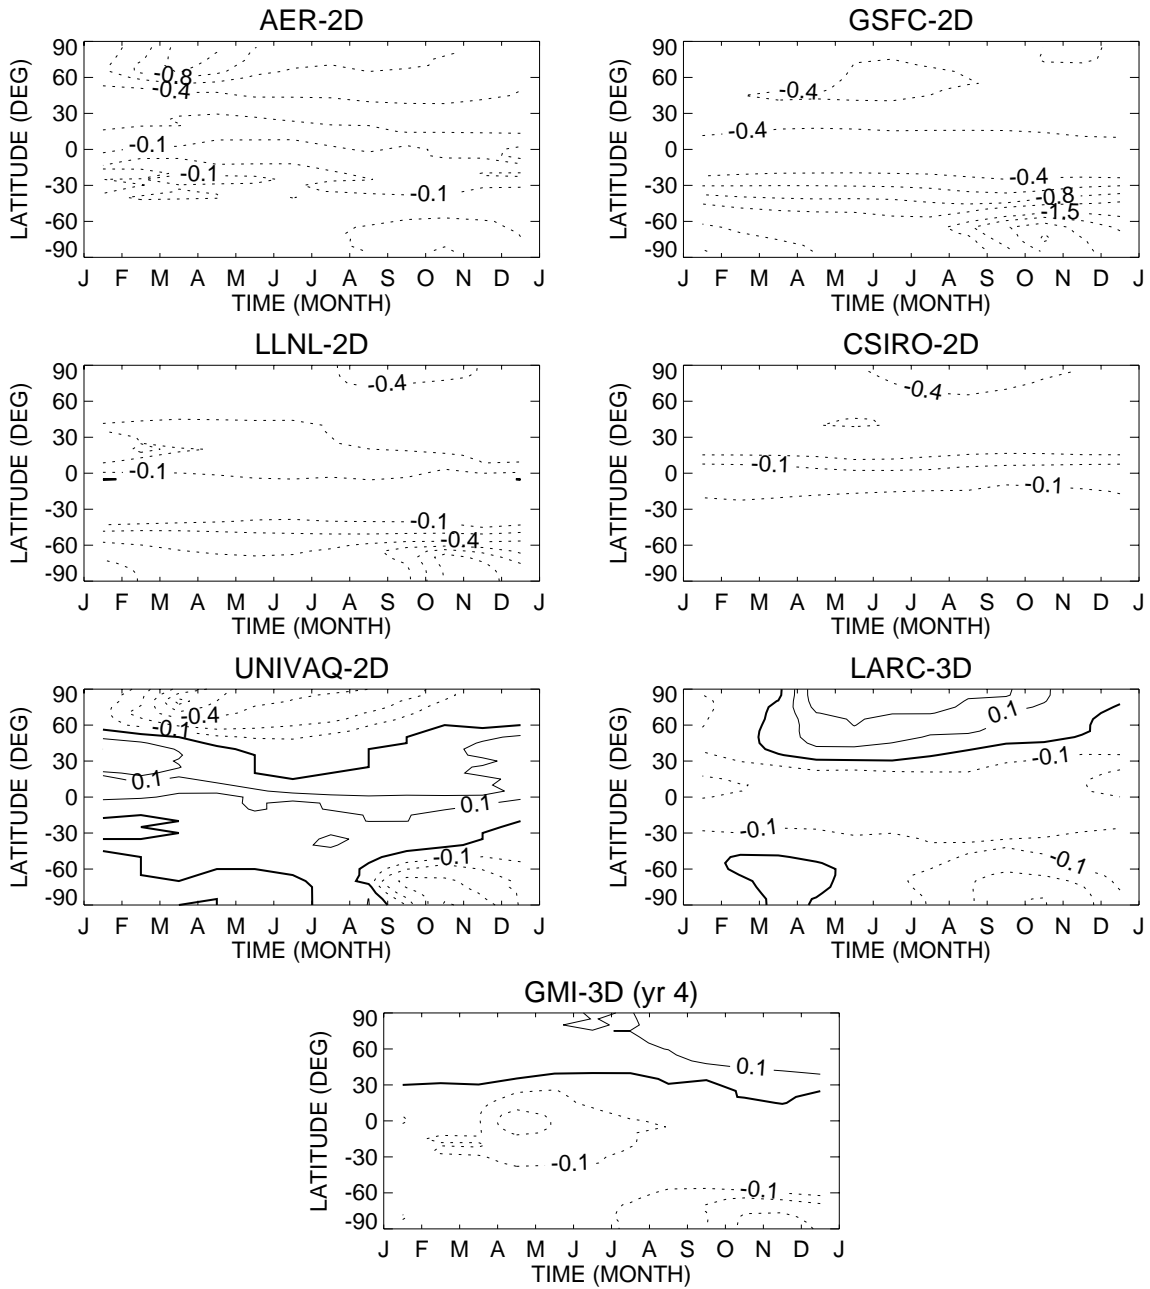 AER-2D GSFC-2D
90 90
60 -0.8 60 -0.4
-0.4
30 30
0 -0.1 0 -0.4
-30 -0.1 -0.1 -30 -0.4
-0.8
-60 -60 -1.5
-90 -90
LATITUDE (DEG) LATITUDE (DEG)
J F M A M J J A S O N D J J F M A M J J A S O N D J
TIME (MONTH) TIME (MONTH)
LLNL-2D CSIRO-2D
90 -0.4 90 -0.4
60 60
30 30
0 -0.1 0 -0.1
-30 -0.1 -30 -0.1
-60 -0.4 -60
-90 -90
LATITUDE (DEG) LATITUDE (DEG)
J F M A M J J A S O N D J J F M A M J J A S O N D J
TIME (MONTH) TIME (MONTH)
UNIVAQ-2D LARC-3D
90 90
60 -0.4 60 0.1
-0.1
30 30 -0.1
0 0.1 0.1 0
-30 -30 -0.1
-60 -0.1 -60 -0.1
-90 -90
LATITUDE (DEG) LATITUDE (DEG)
J F M A M J J A S O N D J J F M A M J J A S O N D J
TIME (MONTH) TIME (MONTH)
GMI-3D (yr 4)
90
60 0.1
30
0
-30 -0.1
-60 -0.1
-90
LATITUDE (DEG)
J F M A M J J A S O N D J
TIME (MONTH)